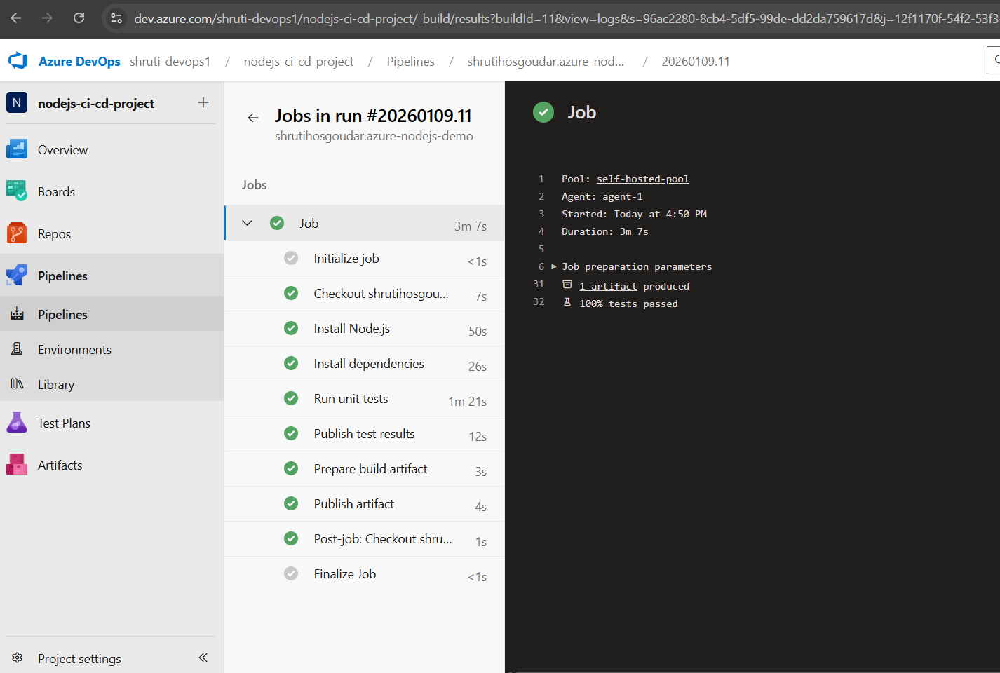 dev.azure.com/shruti-devops1/nodejs-ci-cd-project/_build/results?buildId=11&view=logs&s=96ac2280-8cb4-5df5-99de-dd2da759617d&j=12f1170f-54f2-53f3
Azure DevOps shruti-devops1 / nodejs-ci-cd-project / Pipelines / shrutihosgoudar.azure-nod... / 20260109.11
N nodejs-ci-cd-project +
Overview
Boards
Repos
Pipelines
Pipelines
Environments
Library
Test Plans
Artifacts
Project settings
Jobs in run #20260109.11
shrutihosgoudar.azure-nodejs-demo
Jobs
Job 3m 7s
Initialize job <1s
Checkout shrutihosgou... 7s
Install Node.js 50s
Install dependencies 26s
Run unit tests 1m 21s
Publish test results 12s
Prepare build artifact 3s
Publish artifact 4s
Post-job: Checkout shru... 1s
Finalize Job <1s
Job
1 Pool: self-hosted-pool
2 Agent: agent-1
3 Started: Today at 4:50 PM
4 Duration: 3m 7s
5
6 Job preparation parameters
31 1 artifact produced
32 100% tests passed